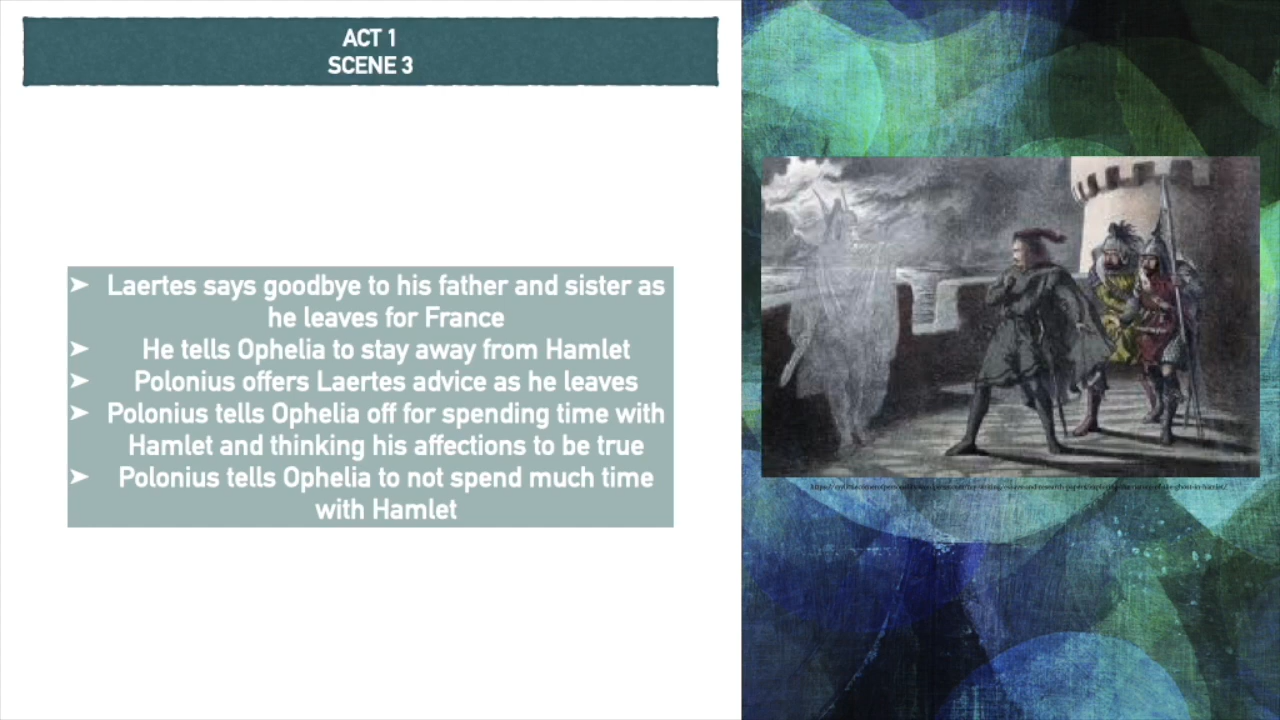 ACT 1
SCENE 3
➤ Laertes says goodbye to his father and sister as
he leaves for France
➤ He tells Ophelia to stay away from Hamlet
➤ Polonius offers Laertes advice as he leaves
➤ Polonius tells Ophelia off for spending time with
Hamlet and thinking his affections to be true
➤ Polonius tells Ophelia to not spend much time
with Hamlet